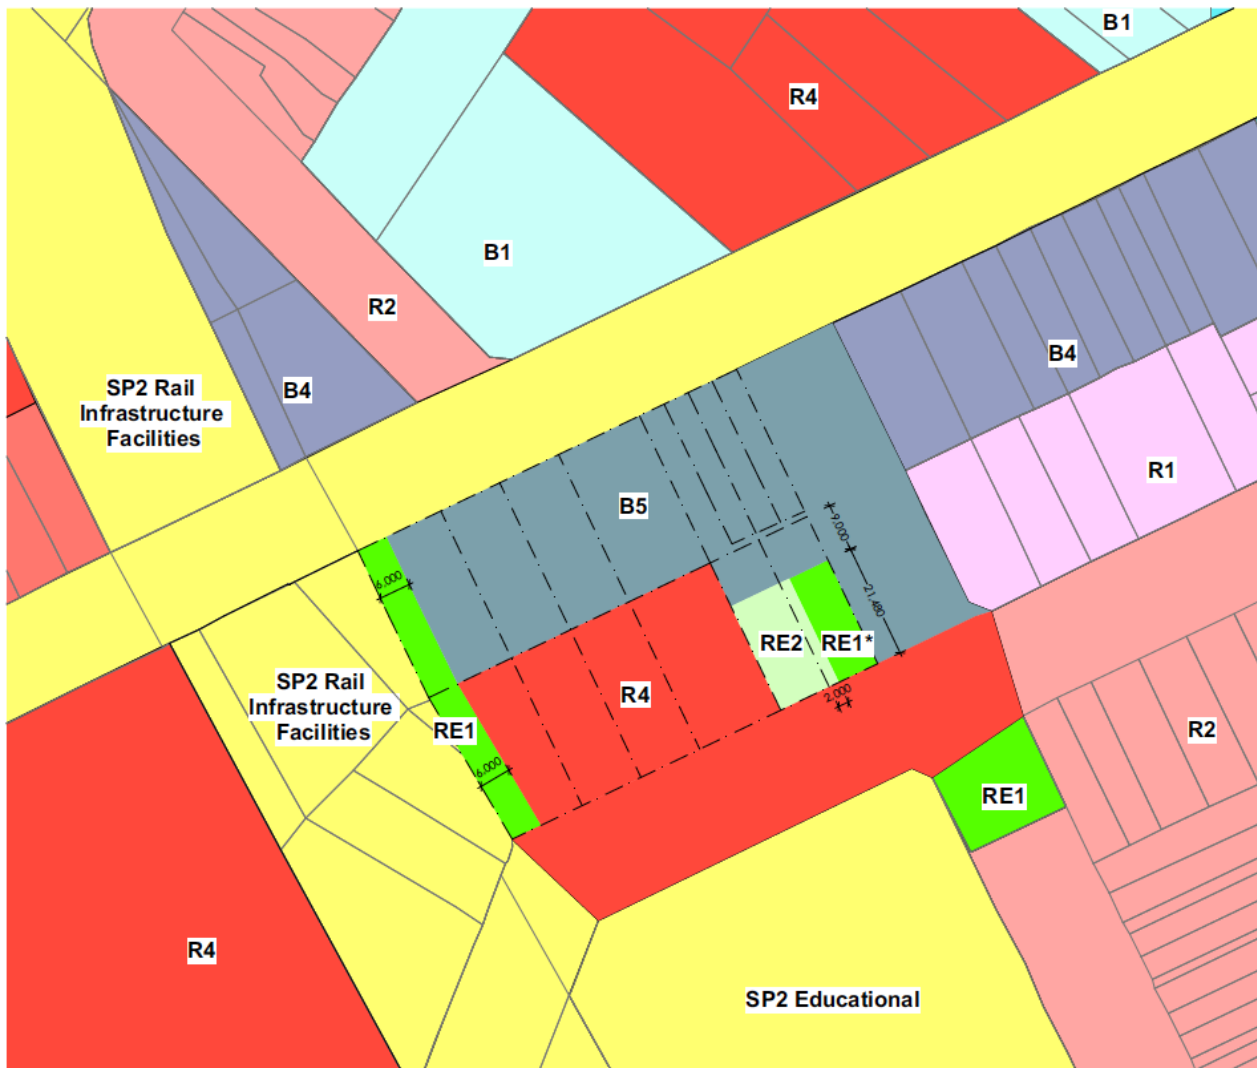 B1
R4
B1
R2
B4
B4
SP2 Rail
Infrastructure
Facilities
R1
B5
9,000
6,000
21,480
RE2
RE1*
SP2 Rail
Infrastructure
Facilities
R4
2,000
RE1
R2
6,000
RE1
R4
SP2 Educational